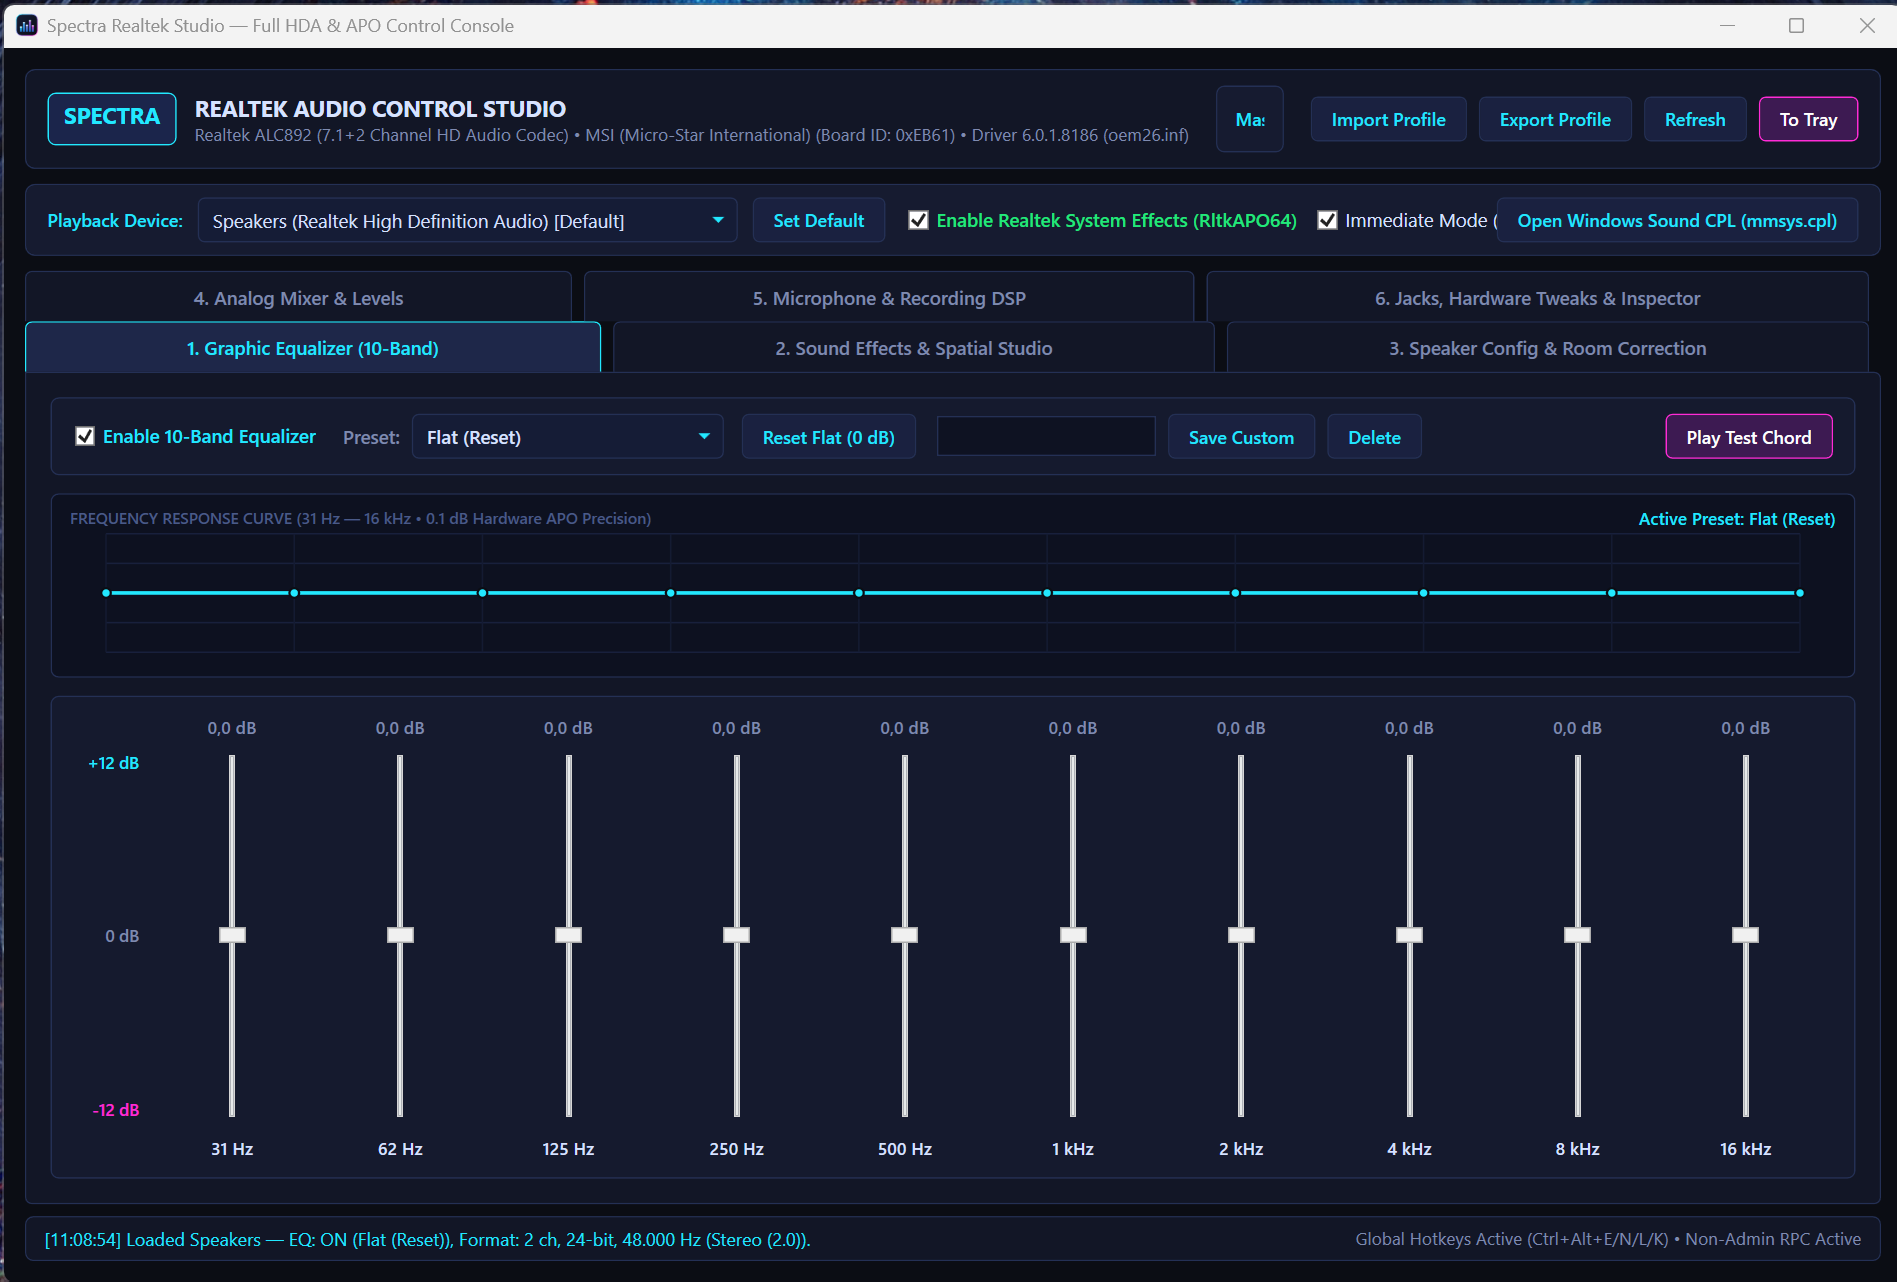 Spectra Realtek Studio — Full HDA & APO Control Console
SPECTRA
REALTEK AUDIO CONTROL STUDIO
Realtek ALC892 (7.1+2 Channel HD Audio Codec) • MSI (Micro-Star International) (Board ID: 0xEB61) • Driver 6.0.1.8186 (oem26.inf)
Mas
Import Profile
Export Profile
Refresh
To Tray
Playback Device:
Speakers (Realtek High Definition Audio) [Default]
Set Default
Enable Realtek System Effects (RltkAPO64)
Immediate Mode (
Open Windows Sound CPL (mmsys.cpl)
4. Analog Mixer & Levels
5. Microphone & Recording DSP
6. Jacks, Hardware Tweaks & Inspector
1. Graphic Equalizer (10-Band)
2. Sound Effects & Spatial Studio
3. Speaker Config & Room Correction
Enable 10-Band Equalizer
Preset:
Flat (Reset)
Reset Flat (0 dB)
Save Custom
Delete
Play Test Chord
FREQUENCY RESPONSE CURVE (31 Hz — 16 kHz • 0.1 dB Hardware APO Precision)
Active Preset: Flat (Reset)
0,0 dB 0,0 dB 0,0 dB 0,0 dB 0,0 dB 0,0 dB 0,0 dB 0,0 dB 0,0 dB 0,0 dB
+12 dB
0 dB
-12 dB
31 Hz 62 Hz 125 Hz 250 Hz 500 Hz 1 kHz 2 kHz 4 kHz 8 kHz 16 kHz
[11:08:54] Loaded Speakers — EQ: ON (Flat (Reset)), Format: 2 ch, 24-bit, 48.000 Hz (Stereo (2.0)).
Global Hotkeys Active (Ctrl+Alt+E/N/L/K) • Non-Admin RPC Active